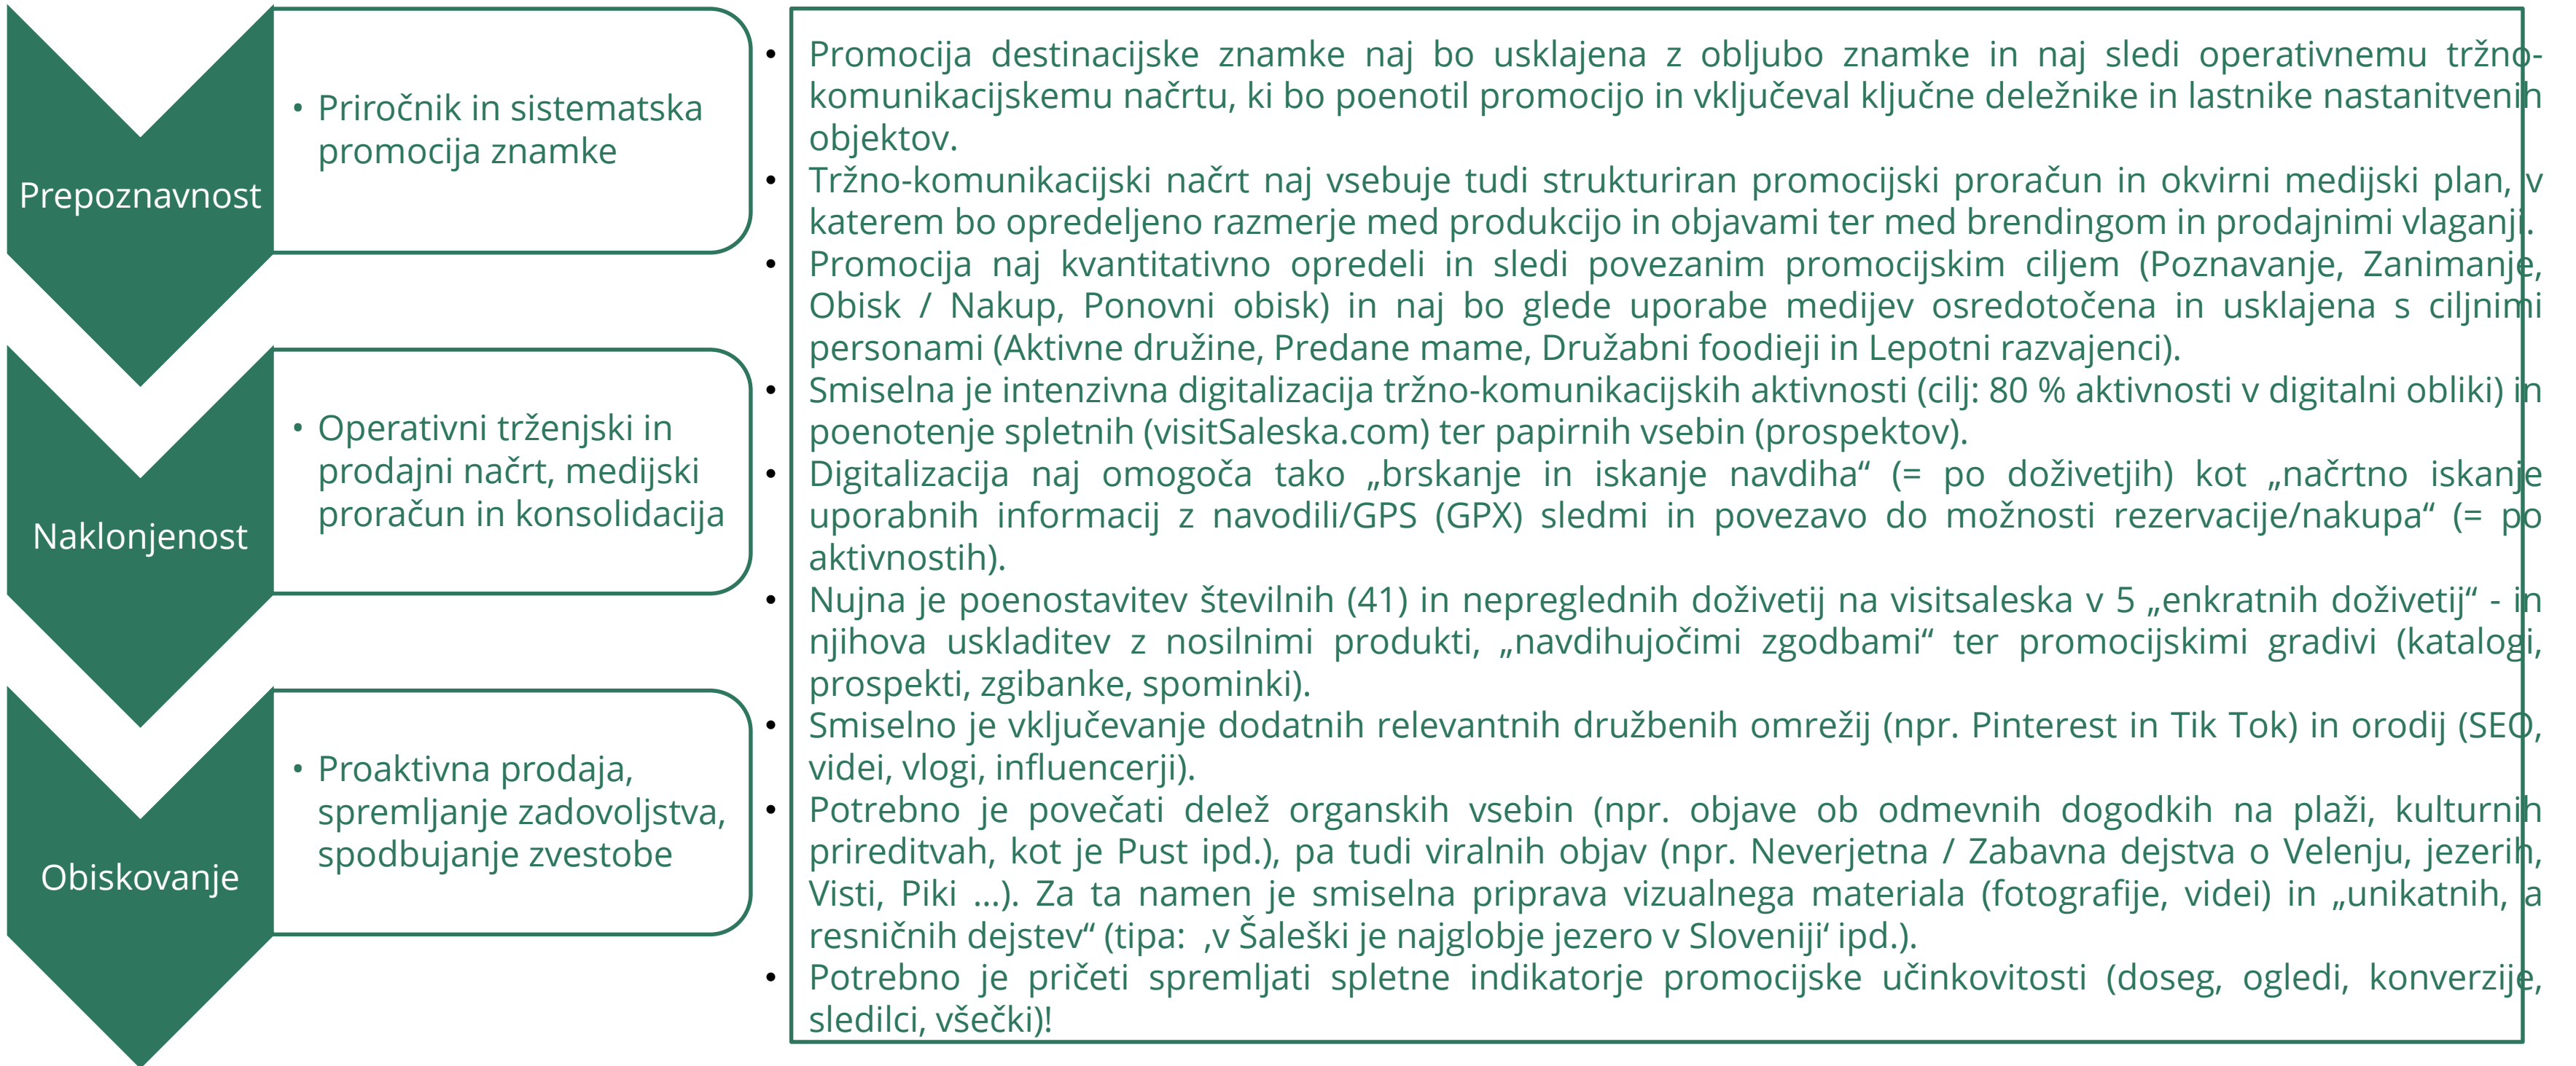 Prepoznavnost
• Priročnik in sistematska
promocija znamke
Naklonjenost
• Operativni trženjski in
prodajni načrt, medijski
proračun in konsolidacija
Obiskovanje
• Proaktivna prodaja,
spremljanje zadovoljstva,
spodbujanje zvestobe
• Promocija destinacijske znamke naj bo usklajena z obljubo znamke in naj sledi operativnemu tržno-
komunikacijskemu načrtu, ki bo poenotil promocijo in vključeval ključne deležnike in lastnike nastanitvenih
objektov.
• Tržno-komunikacijski načrt naj vsebuje tudi strukturiran promocijski proračun in okvirni medijski plan, v
katerem bo opredeljeno razmerje med produkcijo in objavami ter med brendingom in prodajnimi vlaganji.
• Promocija naj kvantitativno opredeli in sledi povezanim promocijskim ciljem (Poznavanje, Zanimanje,
Obisk / Nakup, Ponovni obisk) in naj bo glede uporabe medijev osredotočena in usklajena s ciljnimi
personami (Aktivne družine, Predane mame, Družabni foodieji in Lepotni razvajenci).
• Smiselna je intenzivna digitalizacija tržno-komunikacijskih aktivnosti (cilj: 80 % aktivnosti v digitalni obliki) in
poenotenje spletnih (visitSaleska.com) ter papirnih vsebin (prospektov).
• Digitalizacija naj omogoča tako „brskanje in iskanje navdiha“ (= po doživetjih) kot „načrtno iskanje
uporabnih informacij z navodili/GPS (GPX) sledmi in povezavo do možnosti rezervacije/nakupa“ (= po
aktivnostih).
• Nujna je poenostavitev številnih (41) in nepreglednih doživetij na visitsaleska v 5 „enkratnih doživetij“ - in
njihova uskladitev z nosilnimi produkti, „navdihujočimi zgodbami“ ter promocijskimi gradivi (katalogi,
prospekti, zgibanke, spominki).
• Smiselno je vključevanje dodatnih relevantnih družbenih omrežij (npr. Pinterest in Tik Tok) in orodij (SEO,
videi, vlogi, influencerji).
• Potrebno je povečati delež organskih vsebin (npr. objave ob odmevnih dogodkih na plaži, kulturnih
prireditvah, kot je Pust ipd.), pa tudi viralnih objav (npr. Neverjetna / Zabavna dejstva o Velenju, jezerih,
Visti, Piki ...). Za ta namen je smiselna priprava vizualnega materiala (fotografije, videi) in „unikatnih, a
resničnih dejstev“ (tipa: ‚v Šaleški je najglobje jezero v Sloveniji‘ ipd.).
• Potrebno je pričeti spremljati spletne indikatorje promocijske učinkovitosti (doseg, ogledi, konverzije,
sledilci, všečki)!